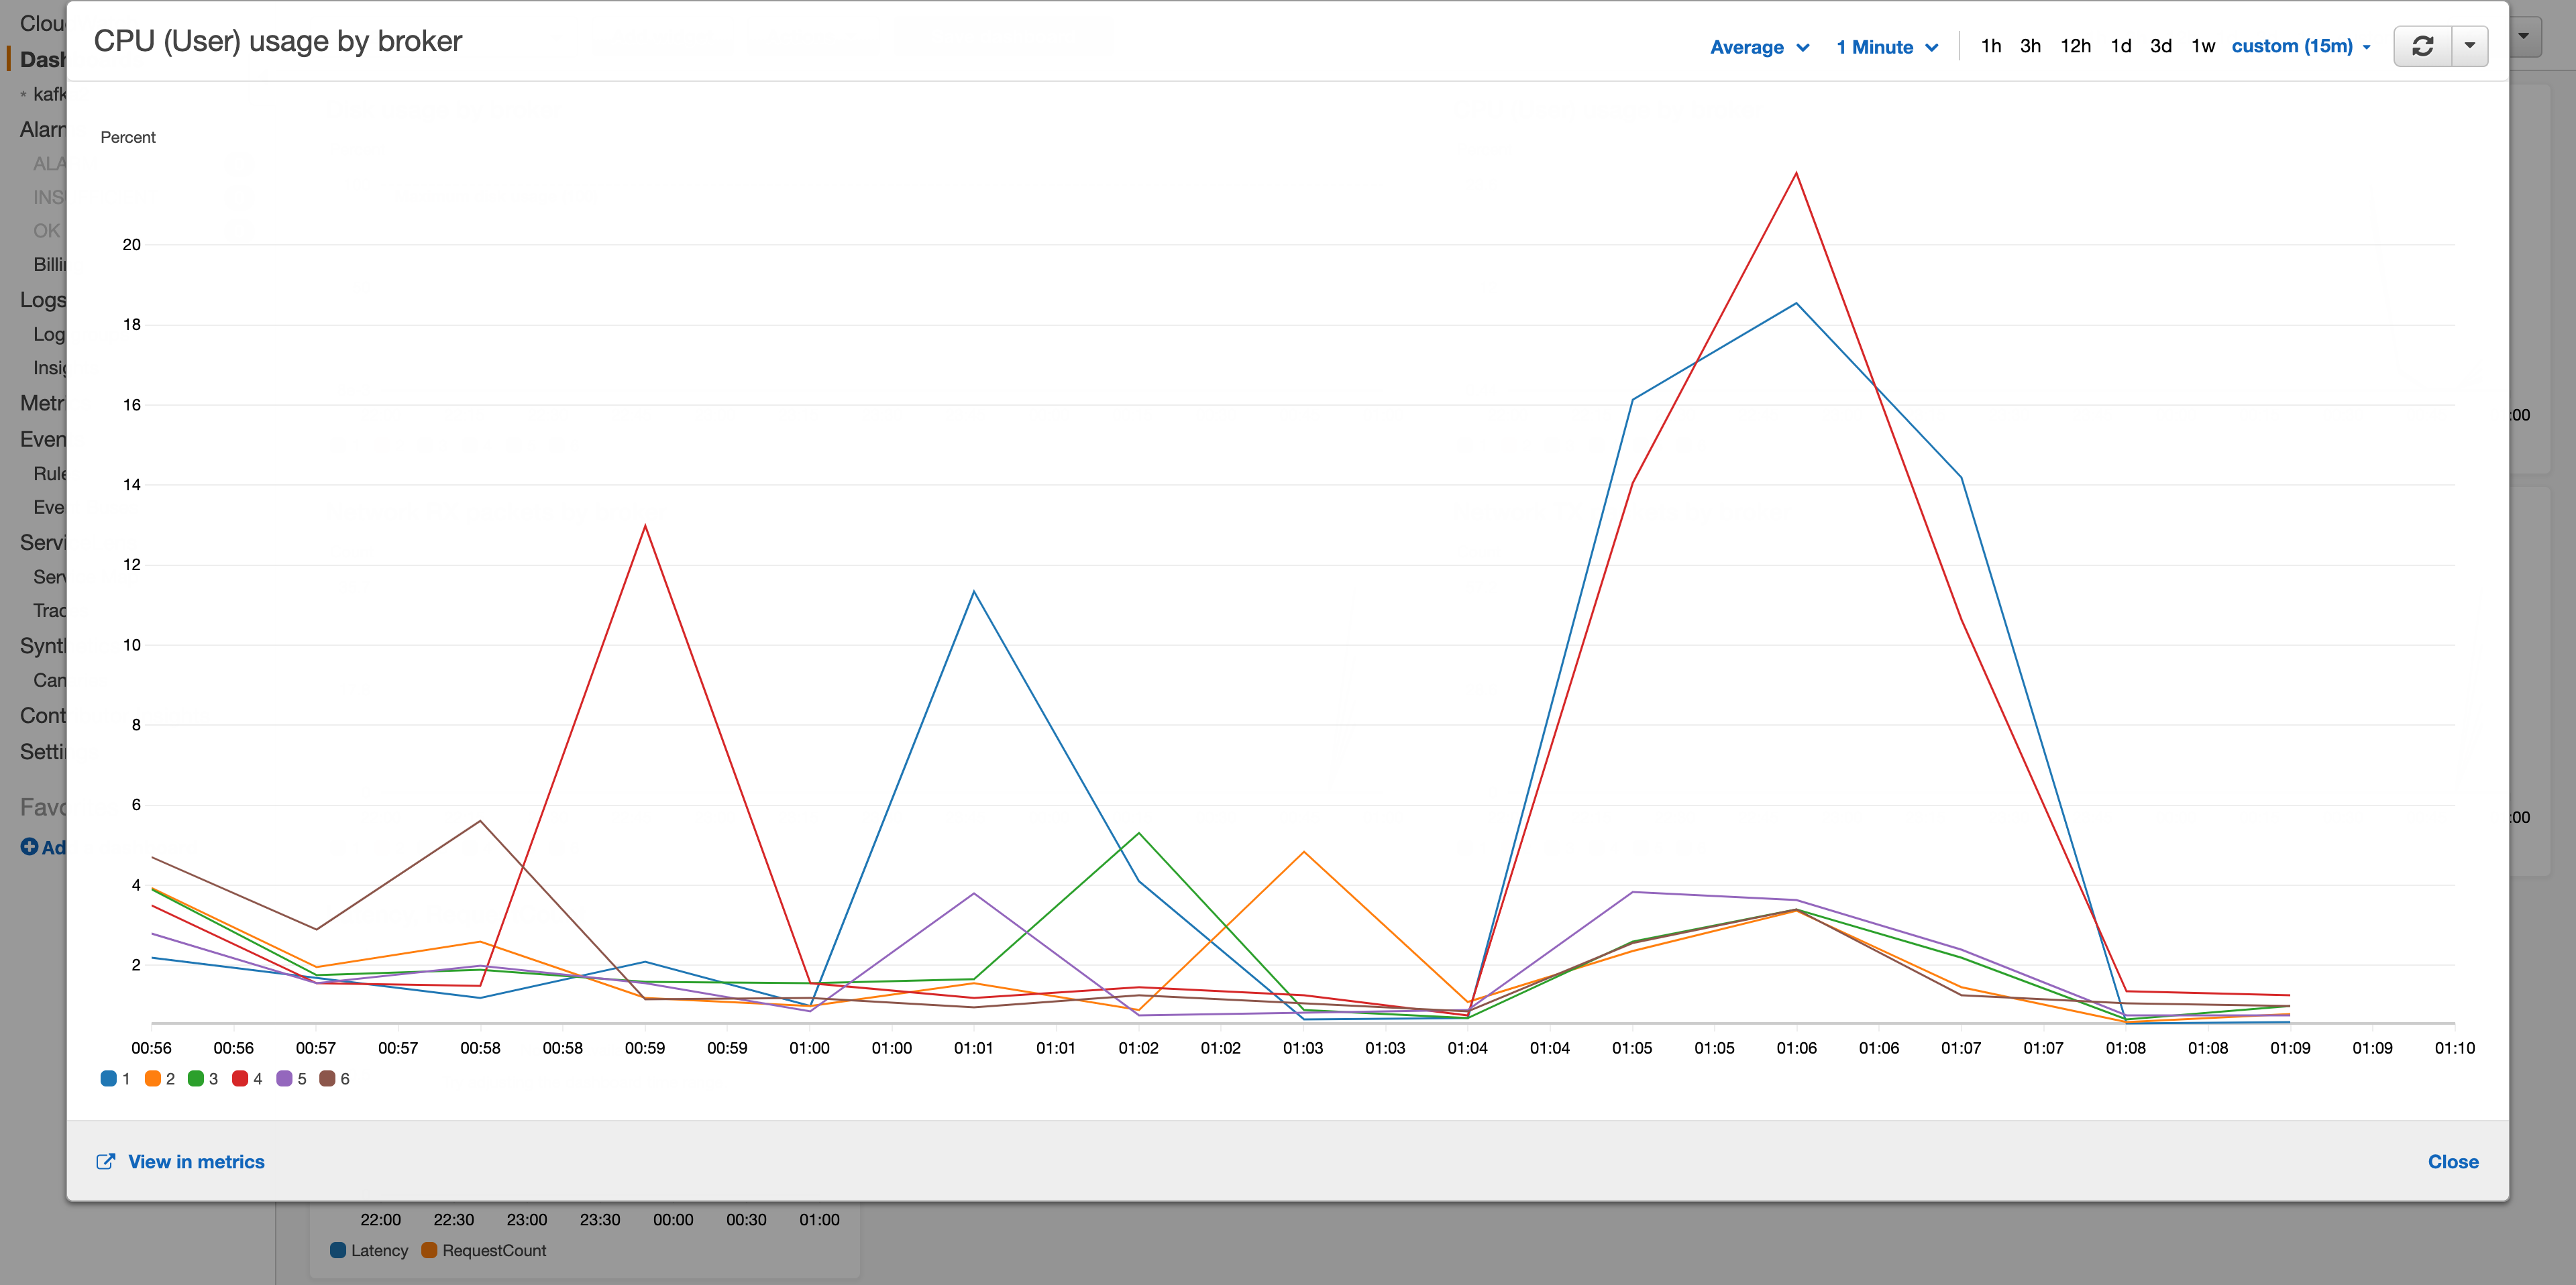 CPU (User) usage by broker
Average 1 Minute 1h 3h 12h 1d 3d 1w custom (15m)
Percent
20
18
16
14
12
10
8
6
4
2
00:56 00:56 00:57 00:57 00:58 00:58 00:59 00:59 01:00 01:00 01:01 01:01 01:02 01:02 01:03 01:03 01:04 01:04 01:05 01:05 01:06 01:06 01:07 01:07 01:08 01:08 01:09 01:09 01:10
1 2 3 4 5 6
View in metrics
Close
Clou
Dash
* kafk
Alarr
ALA
INS
OK
Billi
Logs
Log
Insig
Metr
Even
Rule
Eve
Servi
Serv
Trac
Synt
Can
Cont
Setti
Favo
Ad
:00
:00
22:00 22:30 23:00 23:30 00:00 00:30 01:00
Latency RequestCount